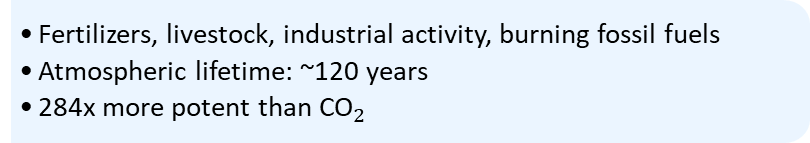 • Fertilizers, livestock, industrial activity, burning fossil fuels
• Atmospheric lifetime: ~120 years
• 284x more potent than CO₂